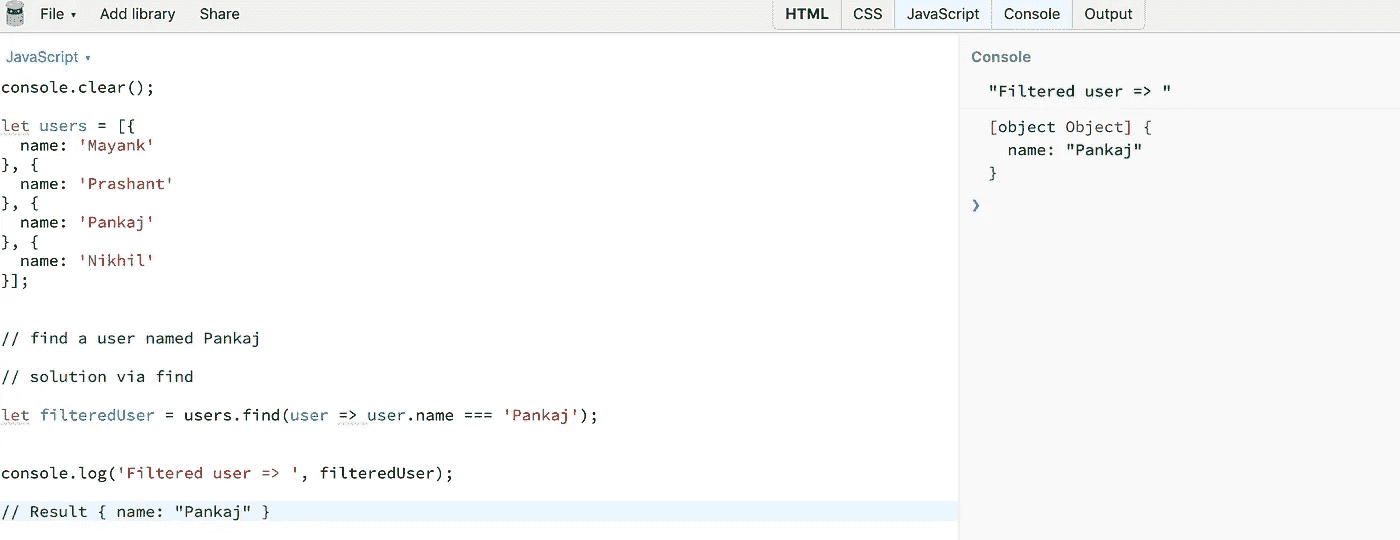 File ▾ Add library Share HTML CSS JavaScript Console Output
JavaScript ▾
console.clear();
let users = [{
  name: 'Mayank'
}, {
  name: 'Prashant'
}, {
  name: 'Pankaj'
}, {
  name: 'Nikhil'
}];
// find a user named Pankaj
// solution via find
let filteredUser = users.find(user => user.name === 'Pankaj');
console.log('Filtered user => ', filteredUser);
// Result { name: "Pankaj" }
Console
"Filtered user => "
[object Object] {
  name: "Pankaj"
}
❯